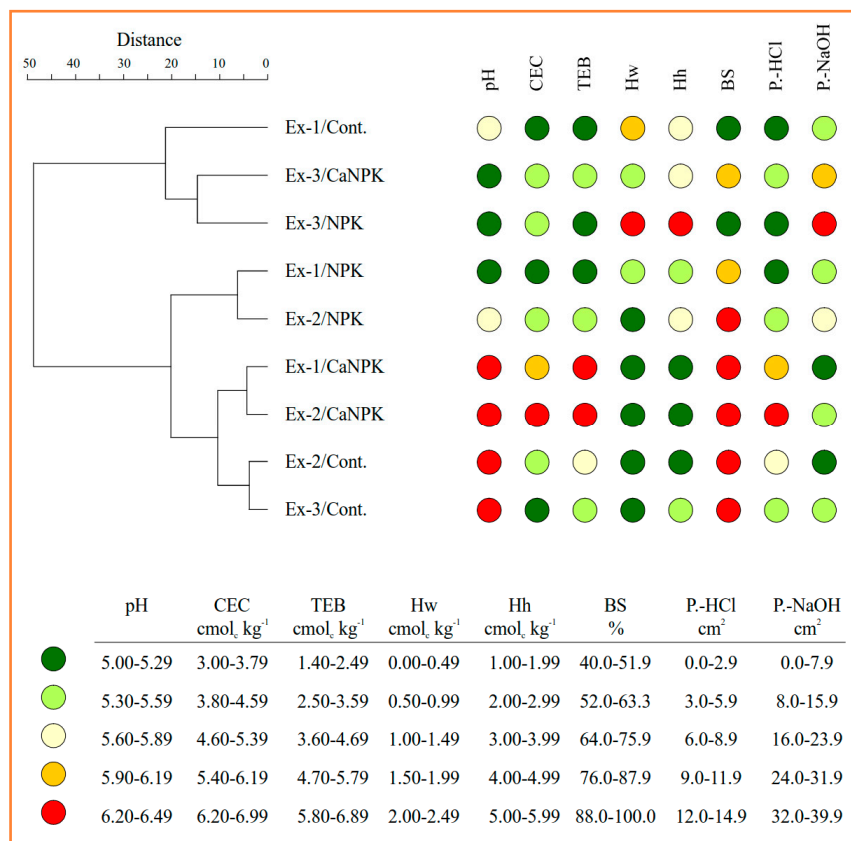 Distance
50 40 30 20 10 0
pH CEC TEB Hw Hh BS P.-HCl P.-NaOH
Ex-1/Cont.
Ex-3/CaNPK
Ex-3/NPK
Ex-1/NPK
Ex-2/NPK
Ex-1/CaNPK
Ex-2/CaNPK
Ex-2/Cont.
Ex-3/Cont.
pH CEC TEB Hw Hh BS P.-HCl P.-NaOH
cmol_c kg⁻¹ cmol_c kg⁻¹ cmol_c kg⁻¹ cmol_c kg⁻¹ % cm² cm²
5.00-5.29 3.00-3.79 1.40-2.49 0.00-0.49 1.00-1.99 40.0-51.9 0.0-2.9 0.0-7.9
5.30-5.59 3.80-4.59 2.50-3.59 0.50-0.99 2.00-2.99 52.0-63.3 3.0-5.9 8.0-15.9
5.60-5.89 4.60-5.39 3.60-4.69 1.00-1.49 3.00-3.99 64.0-75.9 6.0-8.9 16.0-23.9
5.90-6.19 5.40-6.19 4.70-5.79 1.50-1.99 4.00-4.99 76.0-87.9 9.0-11.9 24.0-31.9
6.20-6.49 6.20-6.99 5.80-6.89 2.00-2.49 5.00-5.99 88.0-100.0 12.0-14.9 32.0-39.9